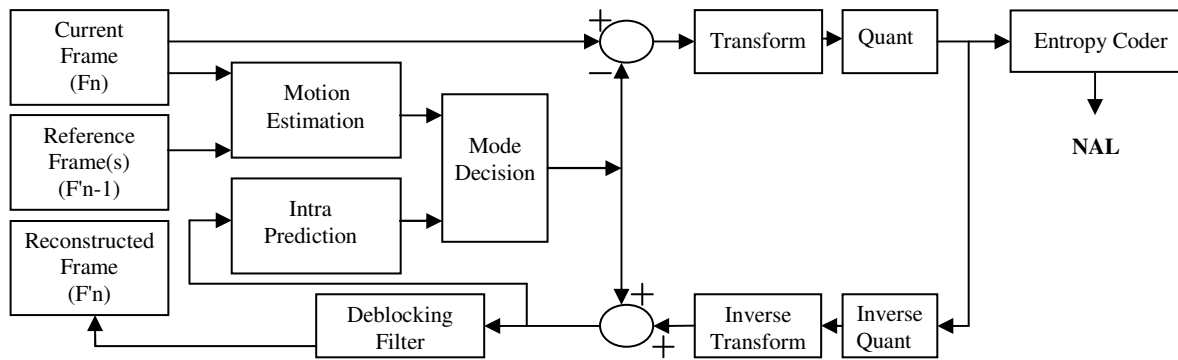 Current
Frame
(Fn)
+
Transform
Quant
Entropy Coder
−
Motion
Estimation
Reference
Frame(s)
(F'n-1)
Mode
Decision
NAL
Intra
Prediction
Reconstructed
Frame
(F'n)
+
Deblocking
Filter
+
Inverse
Transform
Inverse
Quant